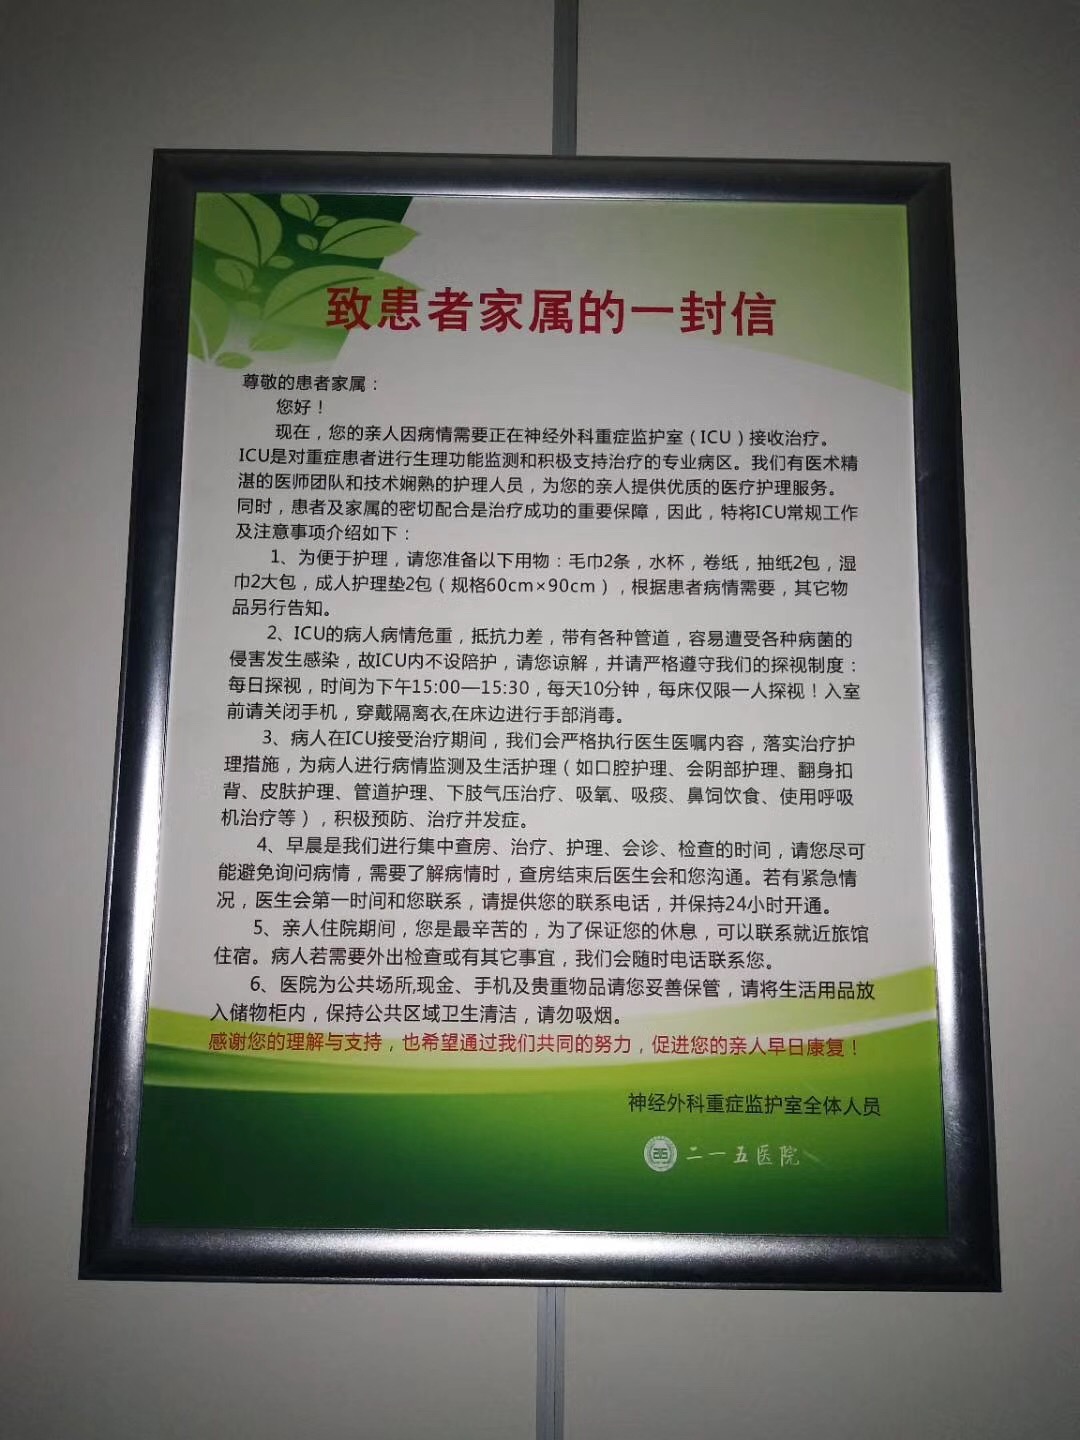 致患者家属的一封信
尊敬的患者家属：
您好！
现在，您的亲人因病情需要正在神经外科重症监护室（ICU）接收治疗。
ICU是对重症患者进行生理功能监测和积极支持治疗的专业病区。我们有医术精
湛的医师团队和技术娴熟的护理人员，为您的亲人提供优质的医疗护理服务。
同时，患者及家属的密切配合是治疗成功的重要保障，因此，特将ICU常规工作
及注意事项介绍如下：
1、为便于护理，请您准备以下用物：毛巾2条，水杯，卷纸，抽纸2包，湿
巾2大包，成人护理垫2包（规格60cm×90cm），根据患者病情需要，其它物
品另行告知。
2、ICU的病人病情危重，抵抗力差，带有各种管道，容易遭受各种病菌的
侵害发生感染，故ICU内不设陪护，请您谅解，并请严格遵守我们的探视制度：
每日探视，时间为下午15:00—15:30，每天10分钟，每床仅限一人探视！入室
前请关闭手机，穿戴隔离衣,在床边进行手部消毒。
3、病人在ICU接受治疗期间，我们会严格执行医生医嘱内容，落实治疗护
理措施，为病人进行病情监测及生活护理（如口腔护理、会阴部护理、翻身扣
背、皮肤护理、管道护理、下肢气压治疗、吸氧、吸痰、鼻饲饮食、使用呼吸
机治疗等），积极预防、治疗并发症。
4、早晨是我们进行集中查房、治疗、护理、会诊、检查的时间，请您尽可
能避免询问病情，需要了解病情时，查房结束后医生会和您沟通。若有紧急情
况，医生会第一时间和您联系，请提供您的联系电话，并保持24小时开通。
5、亲人住院期间，您是最辛苦的，为了保证您的休息，可以联系就近旅馆
住宿。病人若需要外出检查或有其它事宜，我们会随时电话联系您。
6、医院为公共场所,现金、手机及贵重物品请您妥善保管，请将生活用品放
入储物柜内，保持公共区域卫生清洁，请勿吸烟。
感谢您的理解与支持，也希望通过我们共同的努力，促进您的亲人早日康复！
神经外科重症监护室全体人员
215 二一五医院